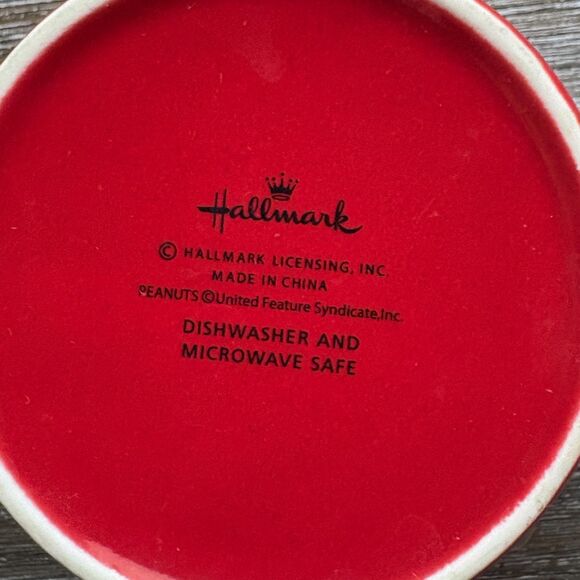 Hallmark
© HALLMARK LICENSING, INC.
MADE IN CHINA
PEANUTS ©United Feature Syndicate,Inc.
DISHWASHER AND
MICROWAVE SAFE